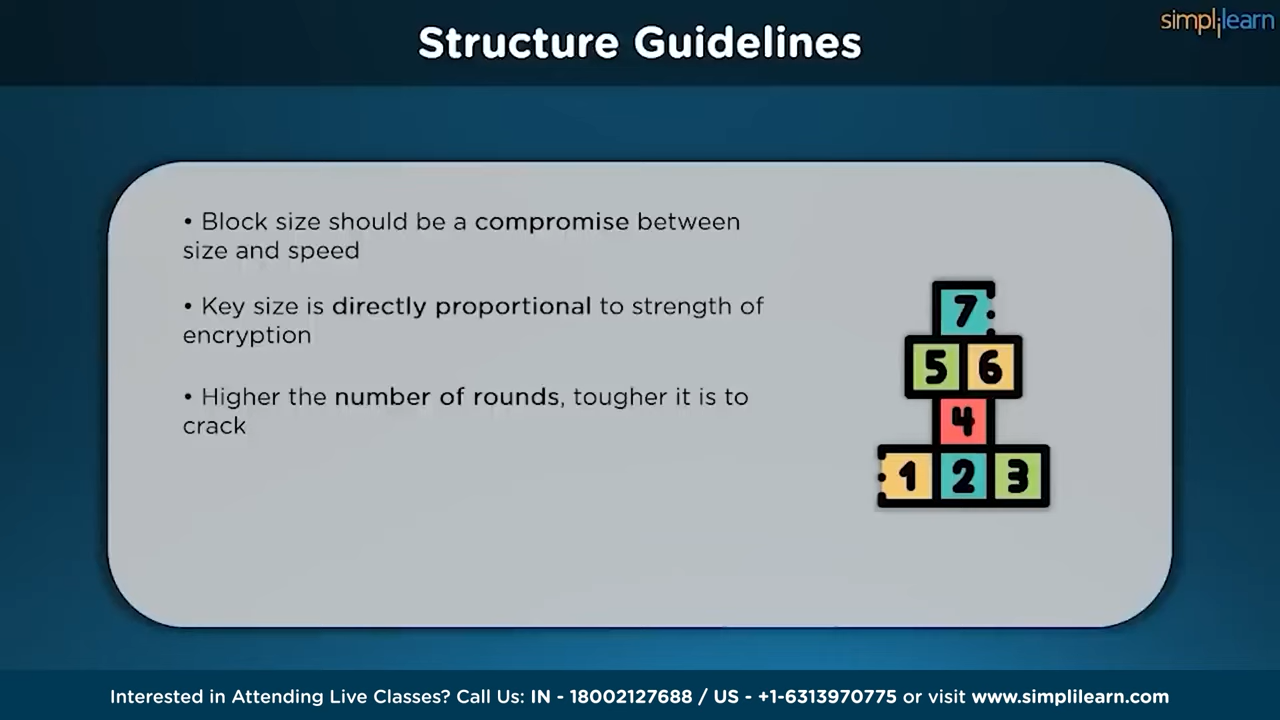 Structure Guidelines
simplilearn
• Block size should be a compromise between
size and speed
• Key size is directly proportional to strength of
encryption
• Higher the number of rounds, tougher it is to
crack
7
5 6
4
1 2 3
Interested in Attending Live Classes? Call Us: IN - 18002127688 / US - +1-6313970775 or visit www.simplilearn.com